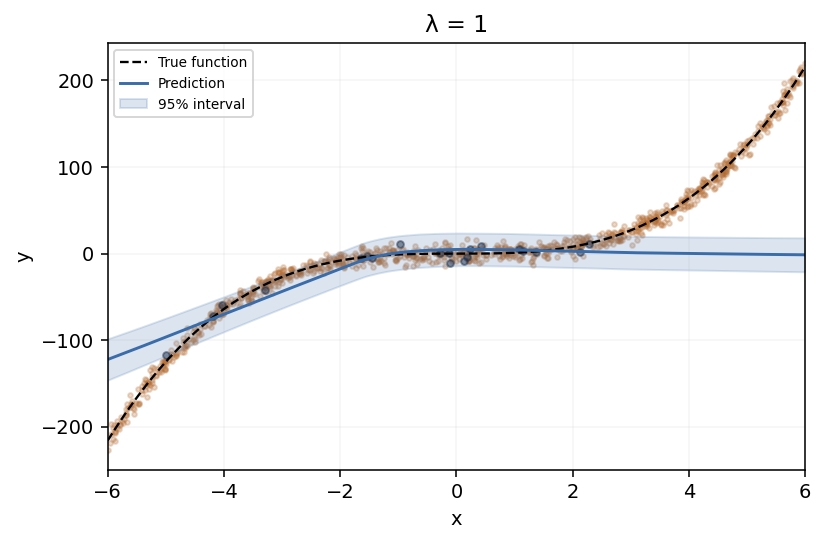 λ = 1
True function
Prediction
95% interval
200
100
0
−100
−200
y
−6
−4
−2
0
2
4
6
x